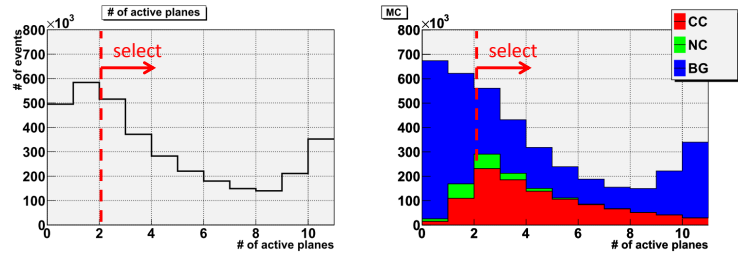 # of active planes
×10³
# of events
800
700
600
500
400
300
200
100
0
0 2 4 6 8 10
# of active planes
select
MC
×10³
800
700
600
500
400
300
200
100
0
0 2 4 6 8 10
# of active planes
select
CC
NC
BG